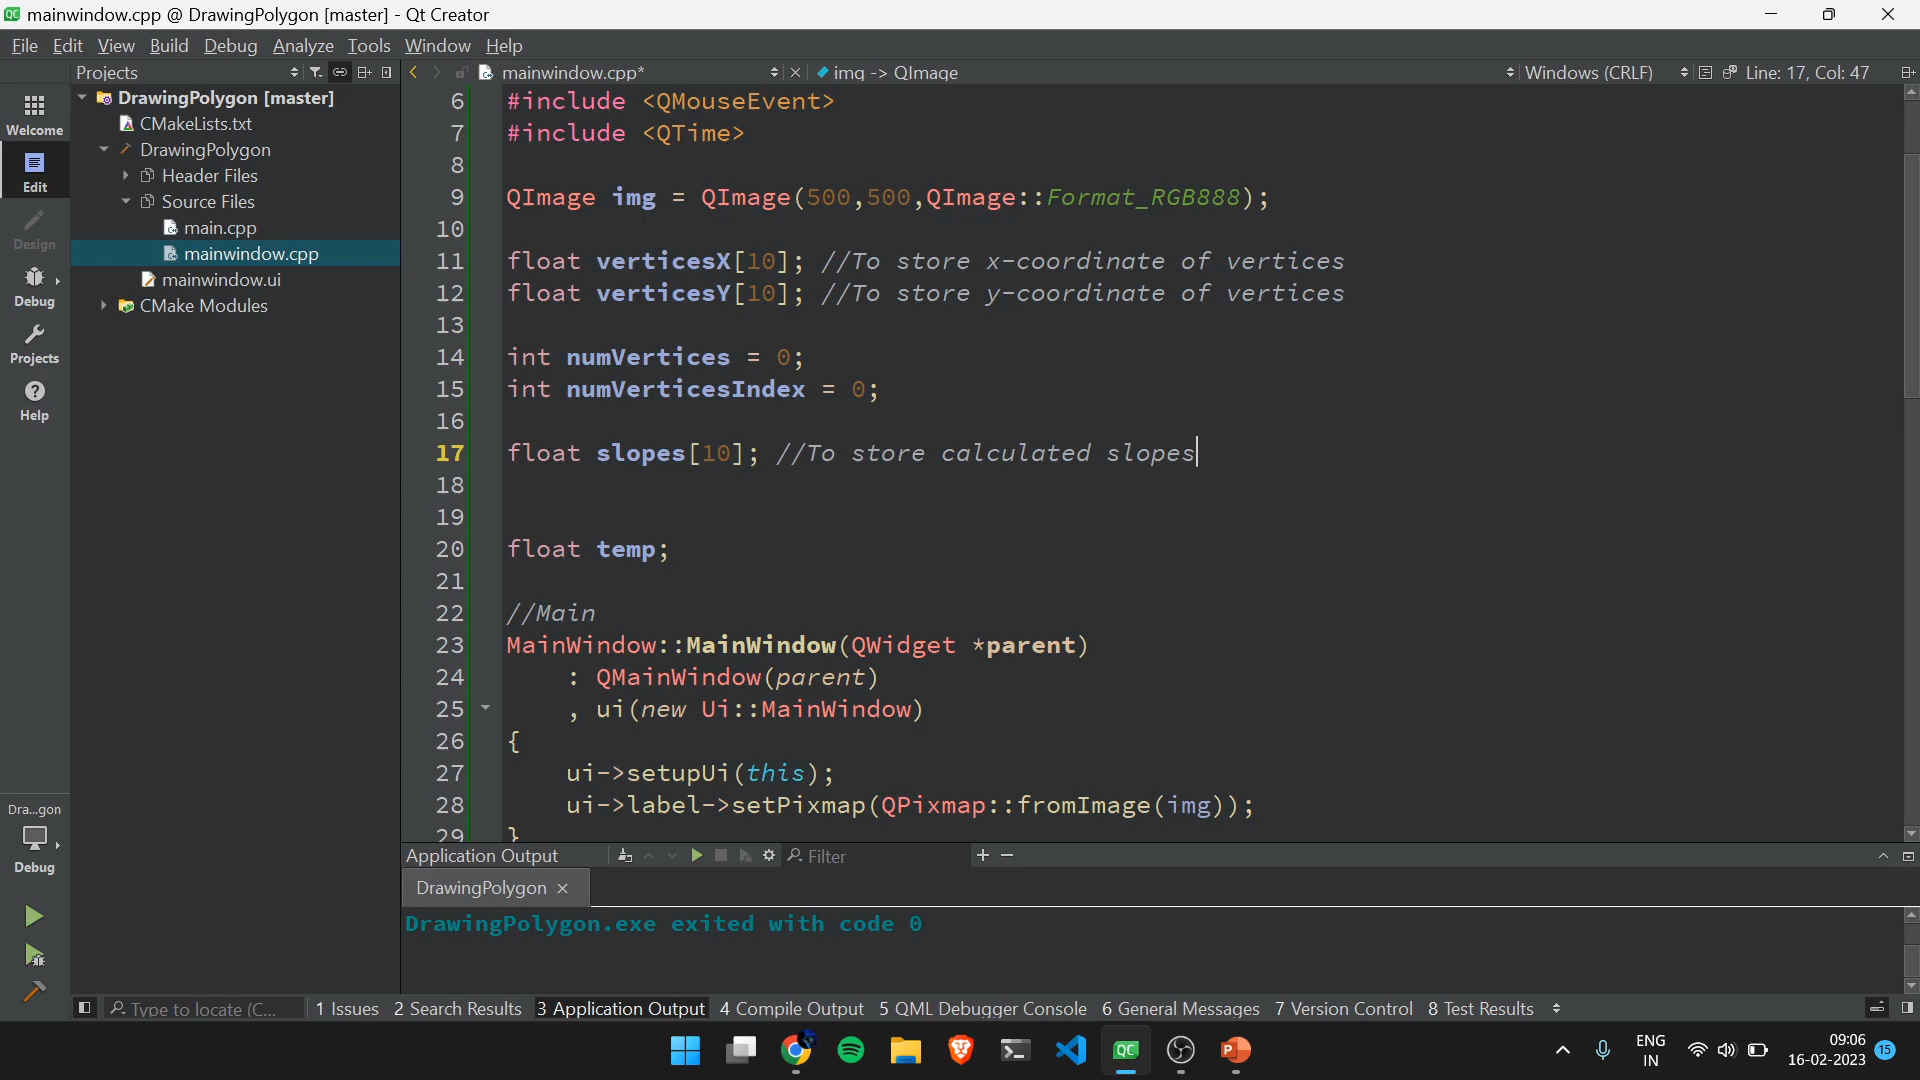 mainwindow.cpp @ DrawingPolygon [master] - Qt Creator
File Edit View Build Debug Analyze Tools Window Help
Projects
mainwindow.cpp*
img -> QImage
Windows (CRLF)
Line: 17, Col: 47
Welcome
Edit
Design
Debug
Projects
Help
Dra...gon
Debug
DrawingPolygon [master]
CMakeLists.txt
DrawingPolygon
Header Files
Source Files
main.cpp
mainwindow.cpp
mainwindow.ui
CMake Modules
6 #include <QMouseEvent>
7 #include <QTime>
8
9 QImage img = QImage(500,500,QImage::Format_RGB888);
10
11 float verticesX[10]; //To store x-coordinate of vertices
12 float verticesY[10]; //To store y-coordinate of vertices
13
14 int numVertices = 0;
15 int numVerticesIndex = 0;
16
17 float slopes[10]; //To store calculated slopes
18
19
20 float temp;
21
22 //Main
23 MainWindow::MainWindow(QWidget *parent)
24 : QMainWindow(parent)
25 , ui(new Ui::MainWindow)
26 {
27 ui->setupUi(this);
28 ui->label->setPixmap(QPixmap::fromImage(img));
29 }
Application Output
Filter
DrawingPolygon
DrawingPolygon.exe exited with code 0
Type to locate (C...
1 Issues 2 Search Results 3 Application Output 4 Compile Output 5 QML Debugger Console 6 General Messages 7 Version Control 8 Test Results
QC
ENG
IN
09:06
16-02-2023
15